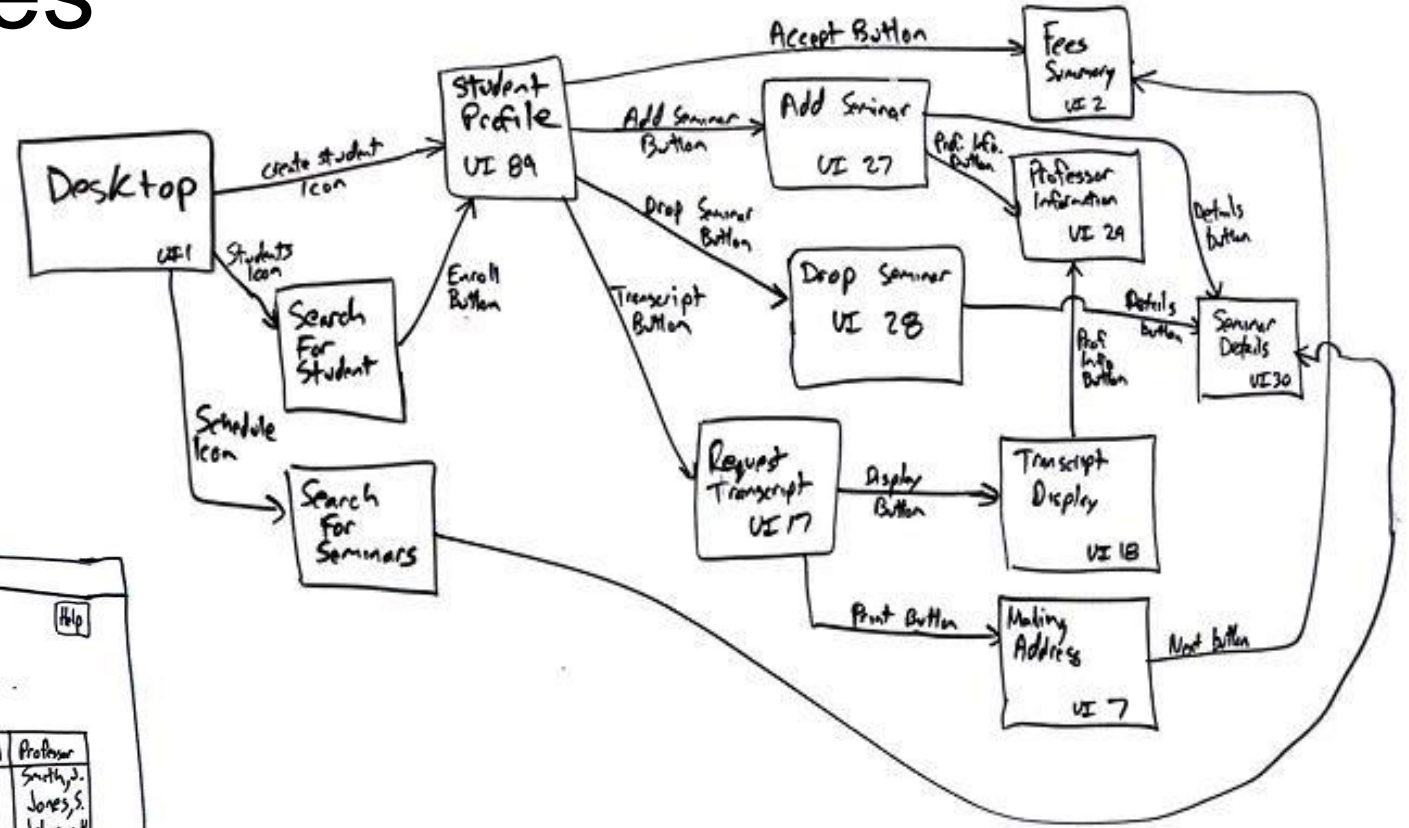 es
Accept Button
Fees
Summary
UI 2
Student
Profile
UI 89
Add Seminar
Button
Add Seminar
UI 27
Prof. Info.
Button
Professor
Information
UI 29
Details
button
Desktop
UI 1
create student
Icon
Students
Icon
Search
For
Student
Enroll
Button
Drop Seminar
Button
Drop Seminar
UI 28
Details
button
Seminar
Details
UI 30
Transcript
Button
Prof
Info
Button
Schedule
Icon
Search
For
Seminars
Request
Transcript
UI 17
Display
Button
Transcript
Display
UI 18
Print Button
Mailing
Address
UI 7
Next button
Help
Professor
Smith, J.
Jones, S.